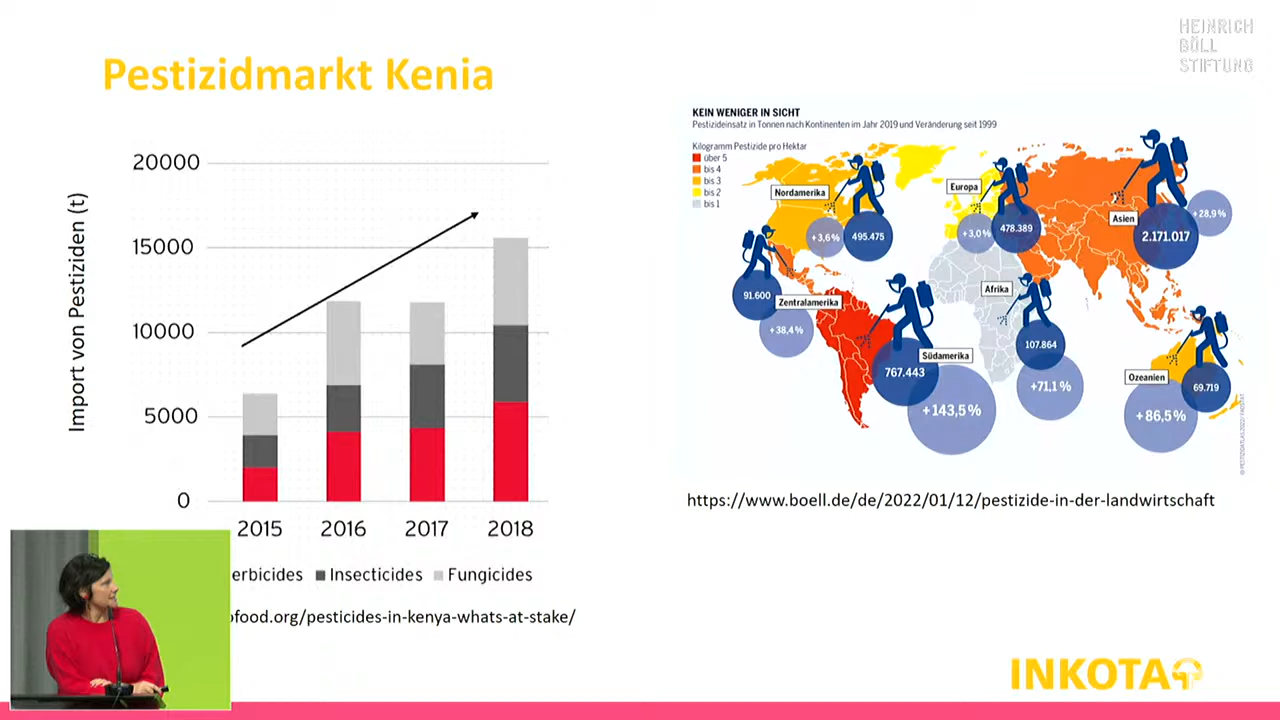 HEINRICH
BÖLL
STIFTUNG
Pestizidmarkt Kenia
Import von Pestiziden (t)
20000
15000
10000
5000
0
2015 2016 2017 2018
erbicides Insecticides Fungicides
food.org/pesticides-in-kenya-whats-at-stake/
KEIN WENIGER IN SICHT
Pestizideinsatz in Tonnen nach Kontinenten im Jahr 2019 und Veränderung seit 1999
Kilogramm Pestizide pro Hektar
über 5
bis 4
bis 3
bis 2
bis 1
Nordamerika
+3,6%
495.475
Europa
+3,0%
478.389
Asien
+28,9%
2.171.017
91.600
Zentralamerika
+38,4%
Südamerika
767.443
+143,5%
Afrika
107.864
+71,1%
Ozeanien
69.719
+86,5%
© PESTIZIDATLAS 2022 / FAOSTAT
https://www.boell.de/de/2022/01/12/pestizide-in-der-landwirtschaft
INKOTA